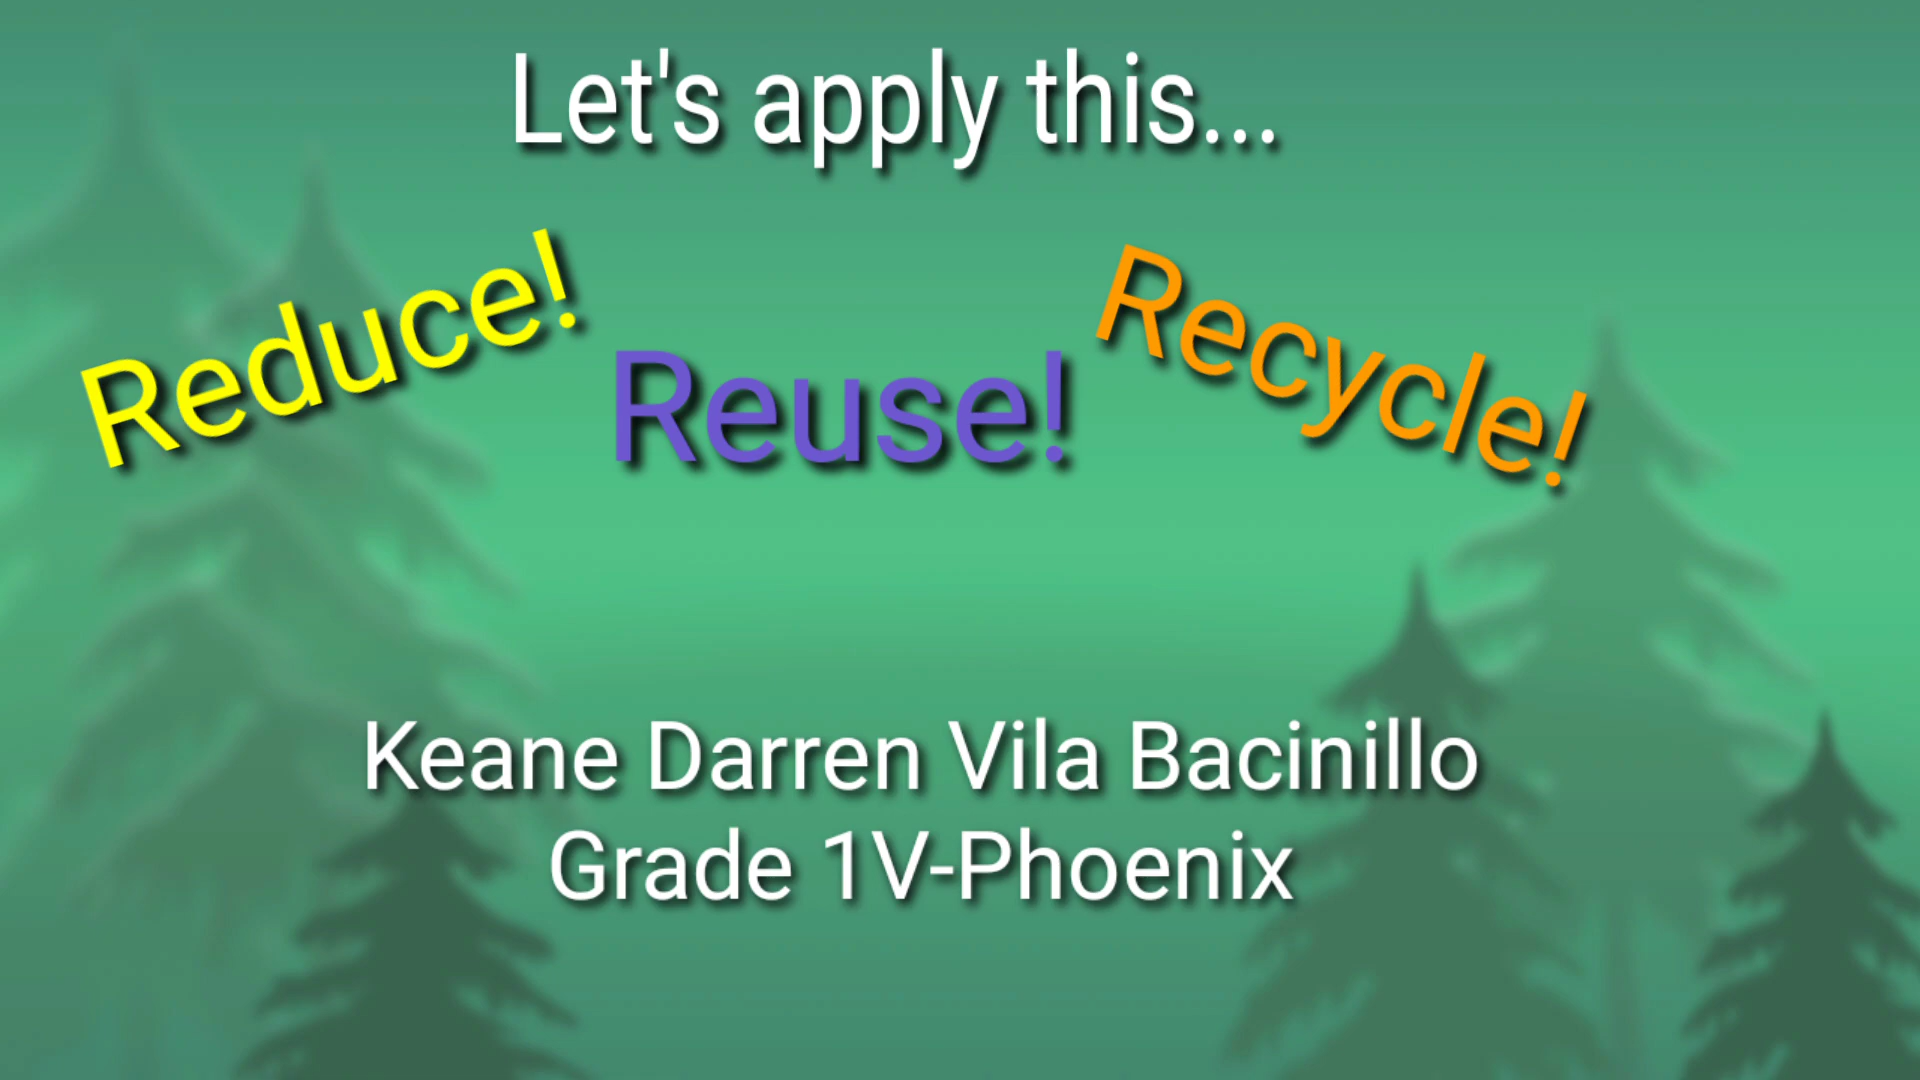 Let's apply this...
Reduce!
Reuse!
Recycle!
Keane Darren Vila Bacinillo
Grade 1V-Phoenix